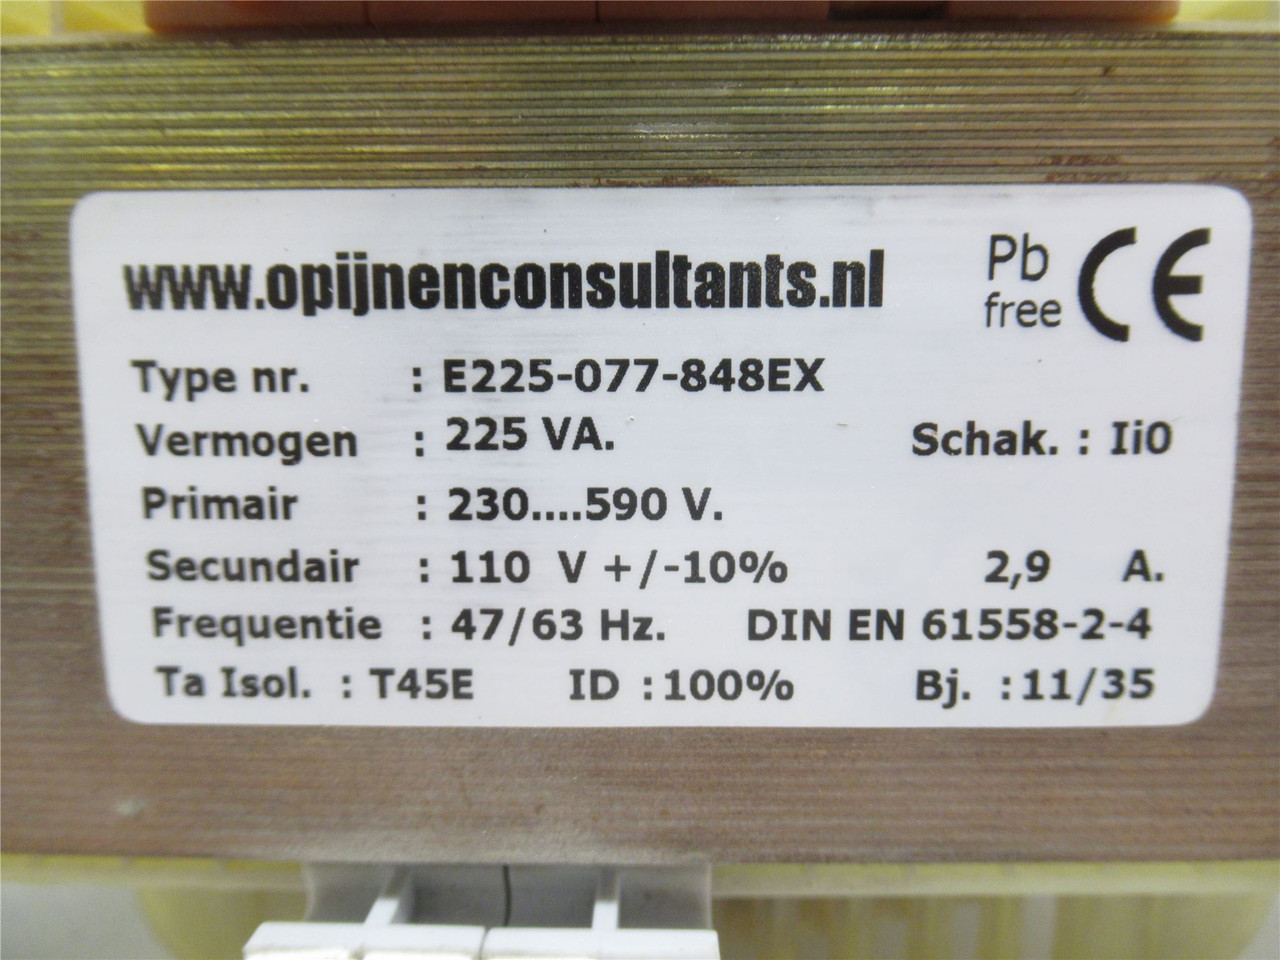 www.opijnenconsultants.nl
Pb free CE
Type nr. : E225-077-848EX
Vermogen : 225 VA. Schak. : Ii0
Primair : 230....590 V.
Secundair : 110 V +/-10% 2,9 A.
Frequentie : 47/63 Hz. DIN EN 61558-2-4
Ta Isol. : T45E ID :100% Bj. :11/35